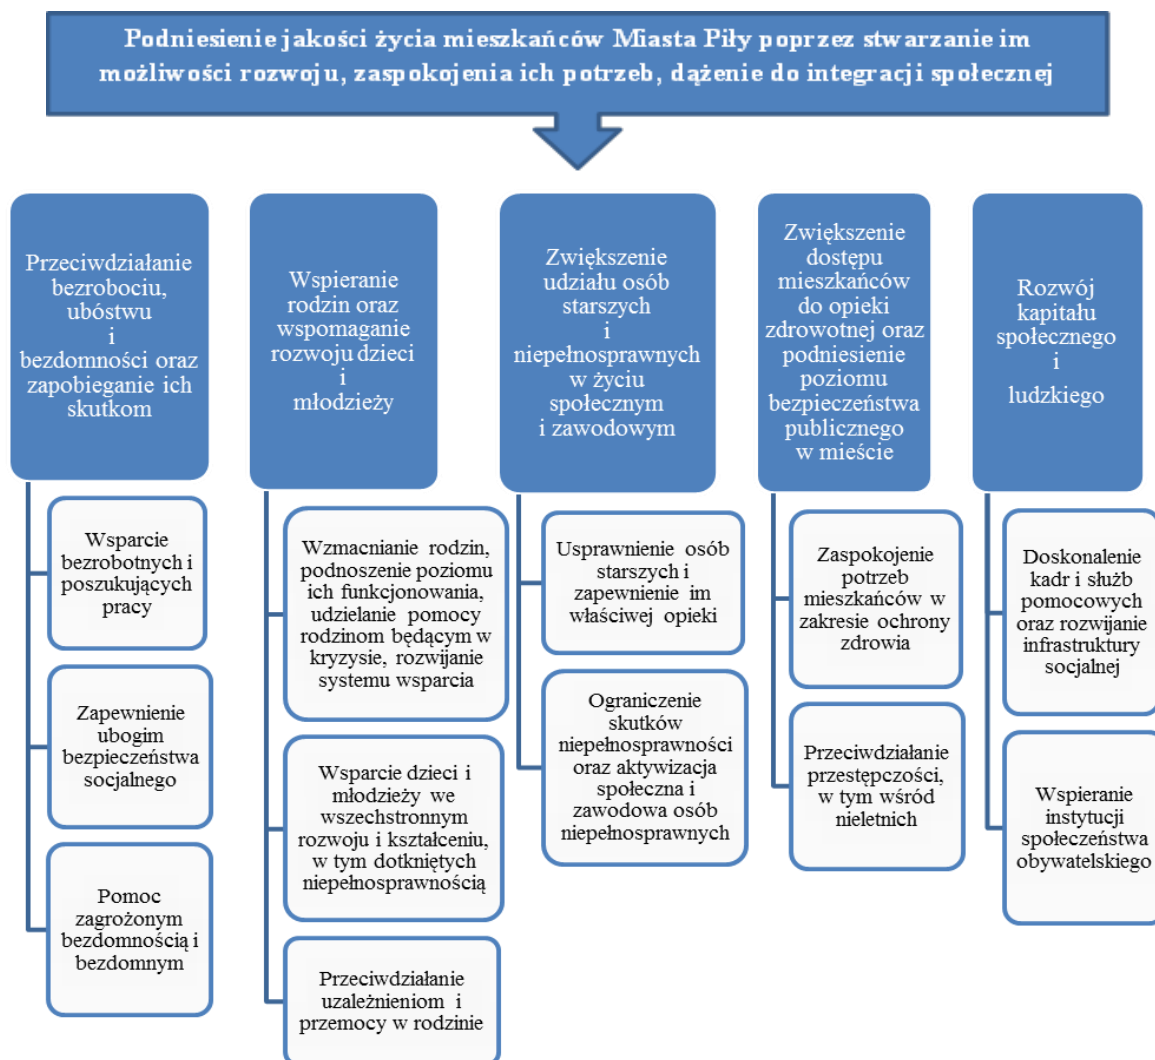 Podniesienie jakości życia mieszkańców Miasta Piły poprzez stwarzanie im
możliwości rozwoju, zaspokojenia ich potrzeb, dążenie do integracji społecznej
Przeciwdziałanie
bezrobociu,
ubóstwu
i
bezdomności oraz
zapobieganie ich
skutkom
Wsparcie
bezrobotnych i
poszukujących
pracy
Zapewnienie
ubogim
bezpieczeństwa
socjalnego
Pomoc
zagrożonym
bezdomnością i
bezdomnym
Wspieranie
rodzin oraz
wspomaganie
rozwoju dzieci
i
młodzieży
Wzmacnianie rodzin,
podnoszenie poziomu
ich funkcjonowania,
udzielanie pomocy
rodzinom będącym w
kryzysie, rozwijanie
systemu wsparcia
Wsparcie dzieci i
młodzieży we
wszechstronnym
rozwoju i kształceniu,
w tym dotkniętych
niepełnosprawnością
Przeciwdziałanie
uzależnieniom i
przemocy w rodzinie
Zwiększenie
udziału osób
starszych
i
niepełnosprawnych
w życiu
społecznym
i zawodowym
Usprawnienie osób
starszych i
zapewnienie im
właściwej opieki
Ograniczenie
skutków
niepełnosprawności
oraz aktywizacja
społeczna i
zawodowa osób
niepełnosprawnych
Zwiększenie
dostępu
mieszkańców
do opieki
zdrowotnej oraz
podniesienie
poziomu
bezpieczeństwa
publicznego
w mieście
Zaspokojenie
potrzeb
mieszkańców w
zakresie ochrony
zdrowia
Przeciwdziałanie
przestępczości,
w tym wśród
nieletnich
Rozwój
kapitału
społecznego
i
ludzkiego
Doskonalenie
kadr i służb
pomocowych
oraz rozwijanie
infrastruktury
socjalnej
Wspieranie
instytucji
społeczeństwa
obywatelskiego